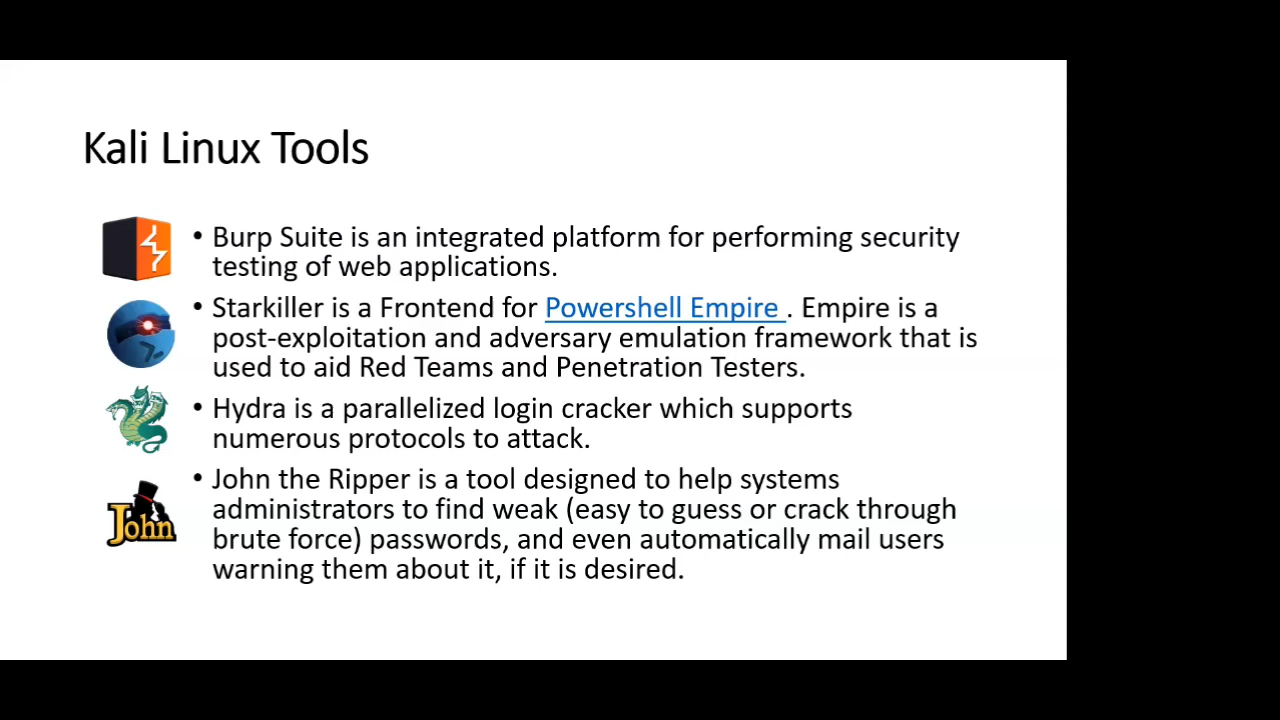 Kali Linux Tools
• Burp Suite is an integrated platform for performing security
testing of web applications.
• Starkiller is a Frontend for Powershell Empire . Empire is a
post-exploitation and adversary emulation framework that is
used to aid Red Teams and Penetration Testers.
• Hydra is a parallelized login cracker which supports
numerous protocols to attack.
• John the Ripper is a tool designed to help systems
administrators to find weak (easy to guess or crack through
brute force) passwords, and even automatically mail users
warning them about it, if it is desired.
John